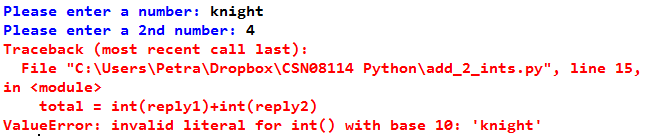 Please enter a number: knight
Please enter a 2nd number: 4
Traceback (most recent call last):
  File "C:\Users\Petra\Dropbox\CSN08114 Python\add_2_ints.py", line 15,
in <module>
    total = int(reply1)+int(reply2)
ValueError: invalid literal for int() with base 10: 'knight'